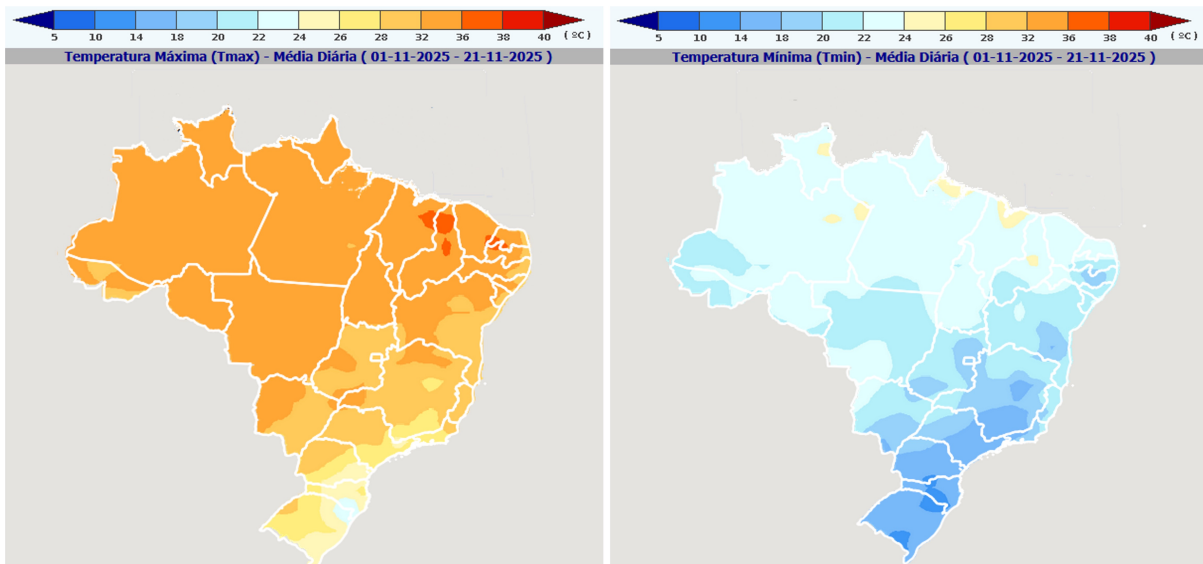 5 10 14 18 20 22 24 26 28 32 36 38 40 ( ºC )
Temperatura Máxima (Tmax) - Média Diária ( 01-11-2025 - 21-11-2025 )
5 10 14 18 20 22 24 26 28 32 36 38 40 ( ºC )
Temperatura Mínima (Tmin) - Média Diária ( 01-11-2025 - 21-11-2025 )